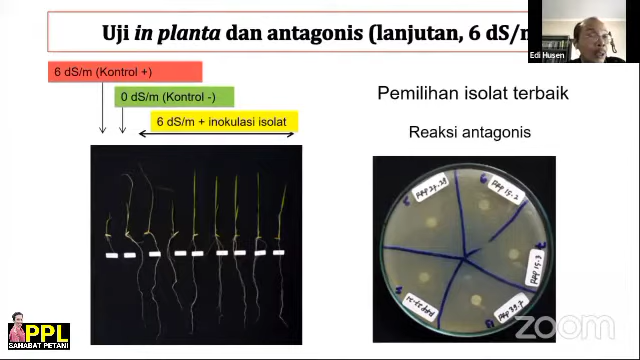 Uji in planta dan antagonis (lanjutan, 6 dS/m
Edi Husen
6 dS/m (Kontrol +)
0 dS/m (Kontrol -)
6 dS/m + inokulasi isolat
Pemilihan isolat terbaik
Reaksi antagonis
PPL
SAHABAT PETANI
zoom